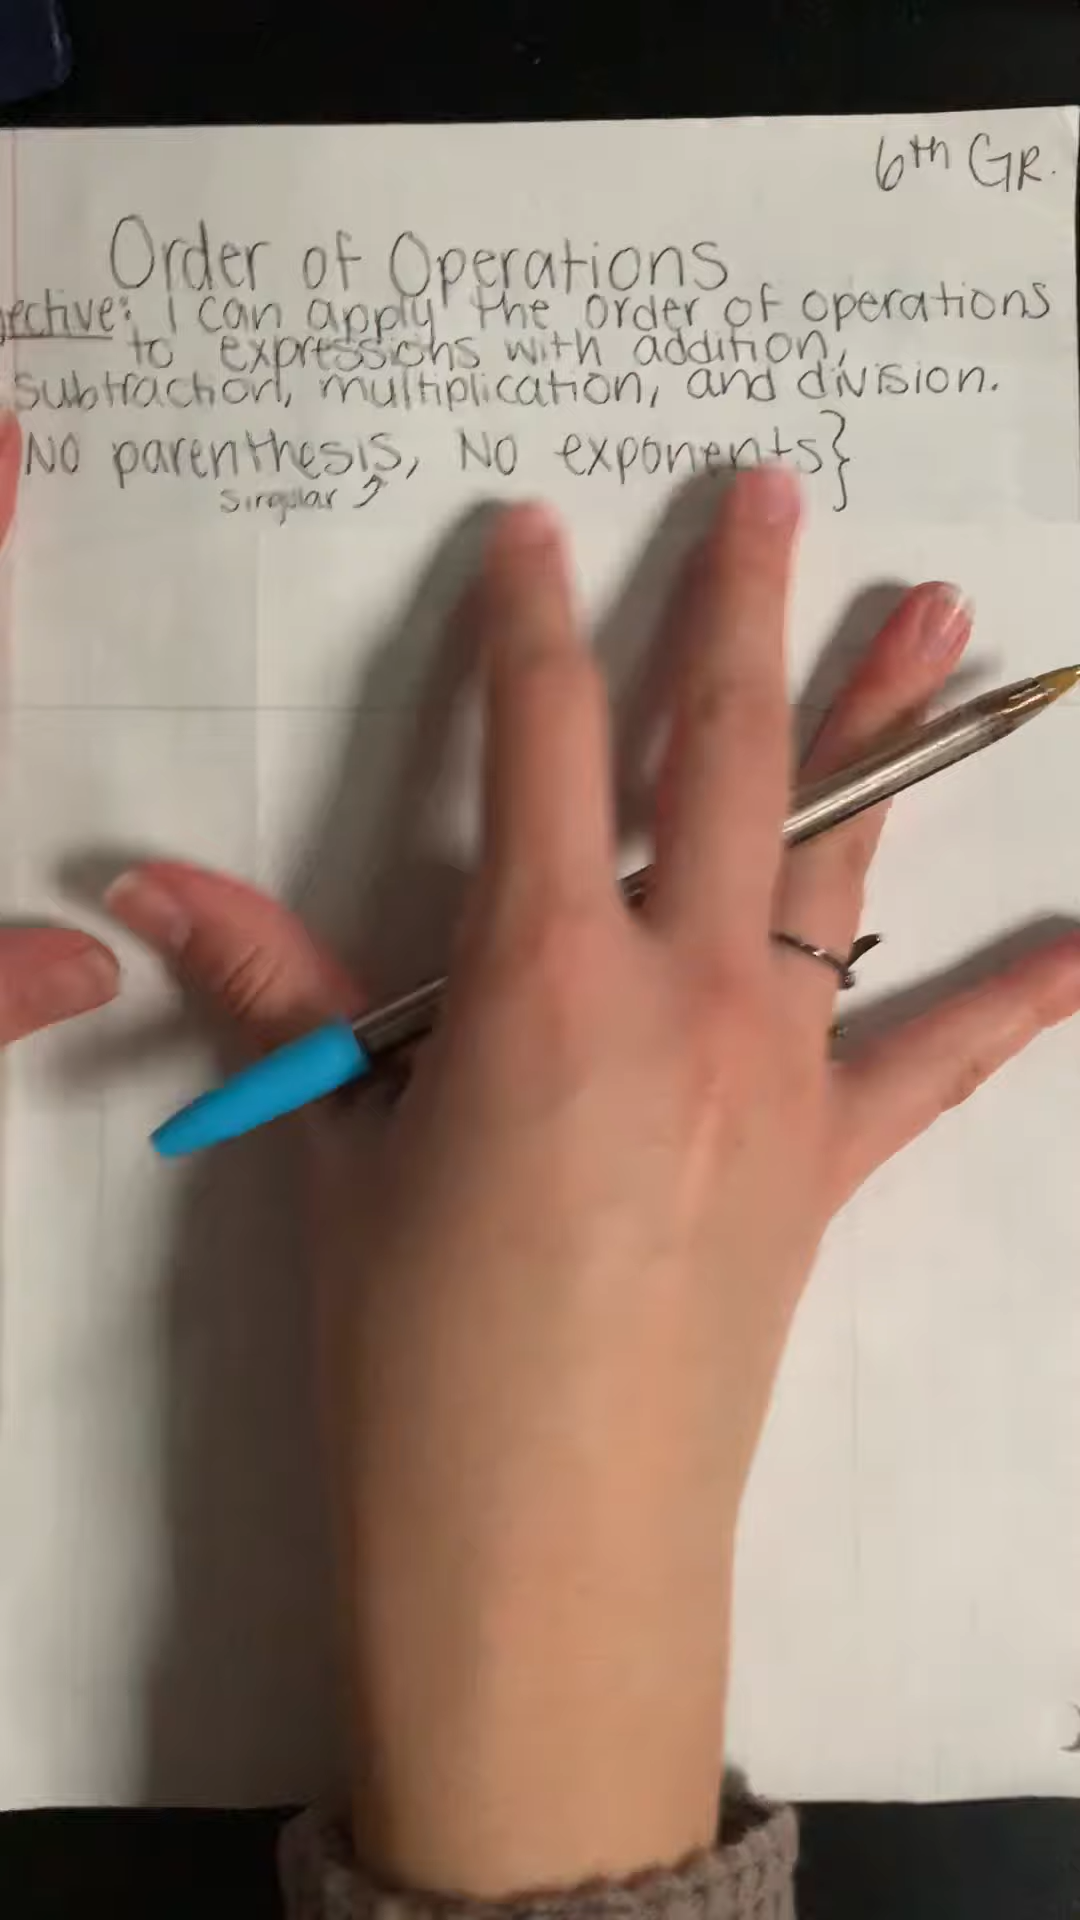 6th GR.
Order of Operations
jective: I can apply the order of operations
to expressions with addition,
subtraction, multiplication, and division.
NO parenthesis, NO exponents}
singular